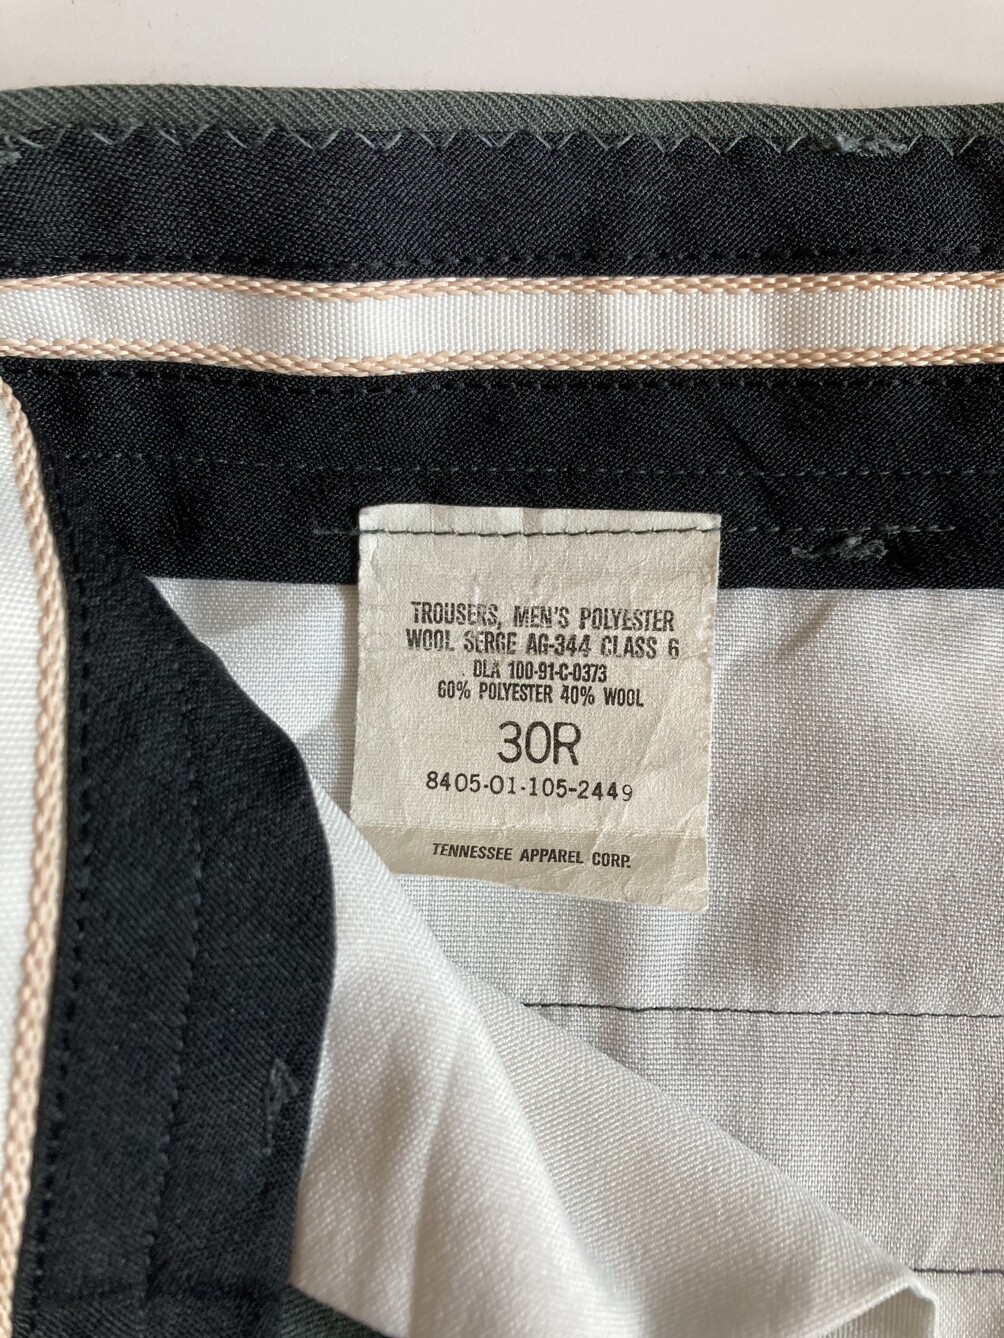 TROUSERS, MEN'S POLYESTER
WOOL SERGE AG-344 CLASS 6
DLA 100-91-C-0373
60% POLYESTER 40% WOOL
30R
8405-01-105-2449
TENNESSEE APPAREL CORP.